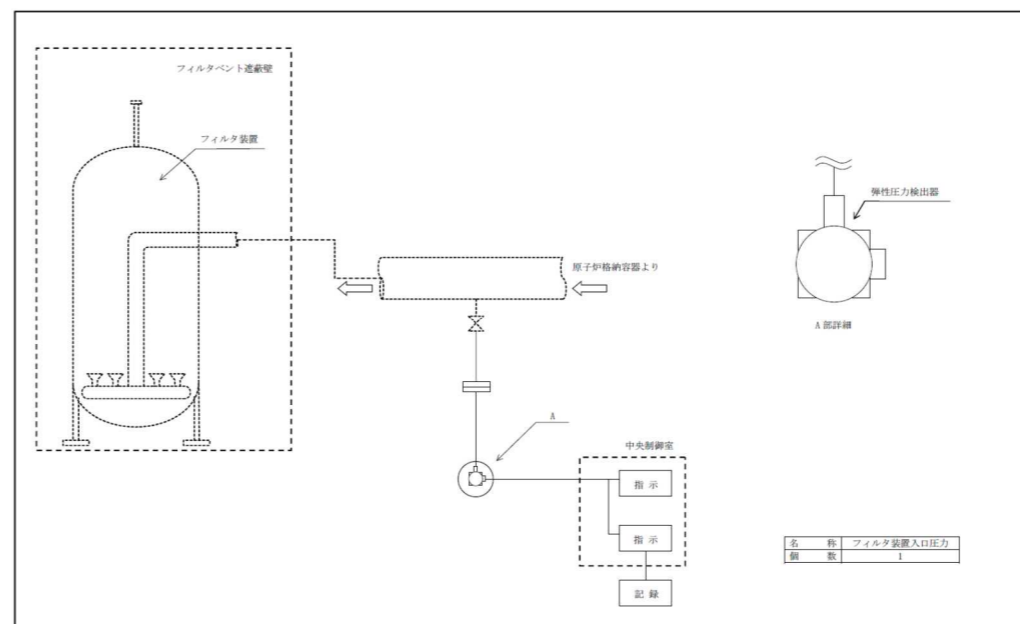 フィルタベント遮蔽壁
フィルタ装置
弾性圧力検出器
原子炉格納容器より
A部詳細
A
中央制御室
指 示
指 示
記 録
名 称 フィルタ装置入口圧力
個 数 1